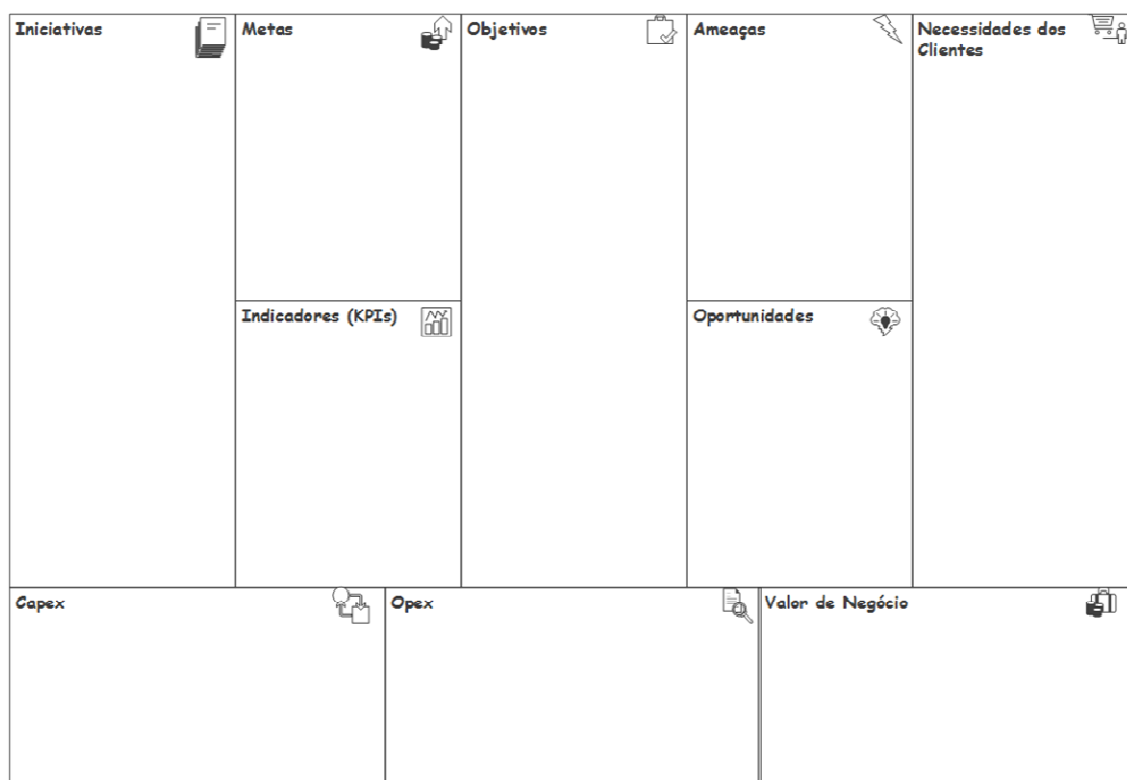 Iniciativas
Metas
Objetivos
Ameaças
Necessidades dos
Clientes
Indicadores (KPIs)
Oportunidades
Capex
Opex
Valor de Negócio